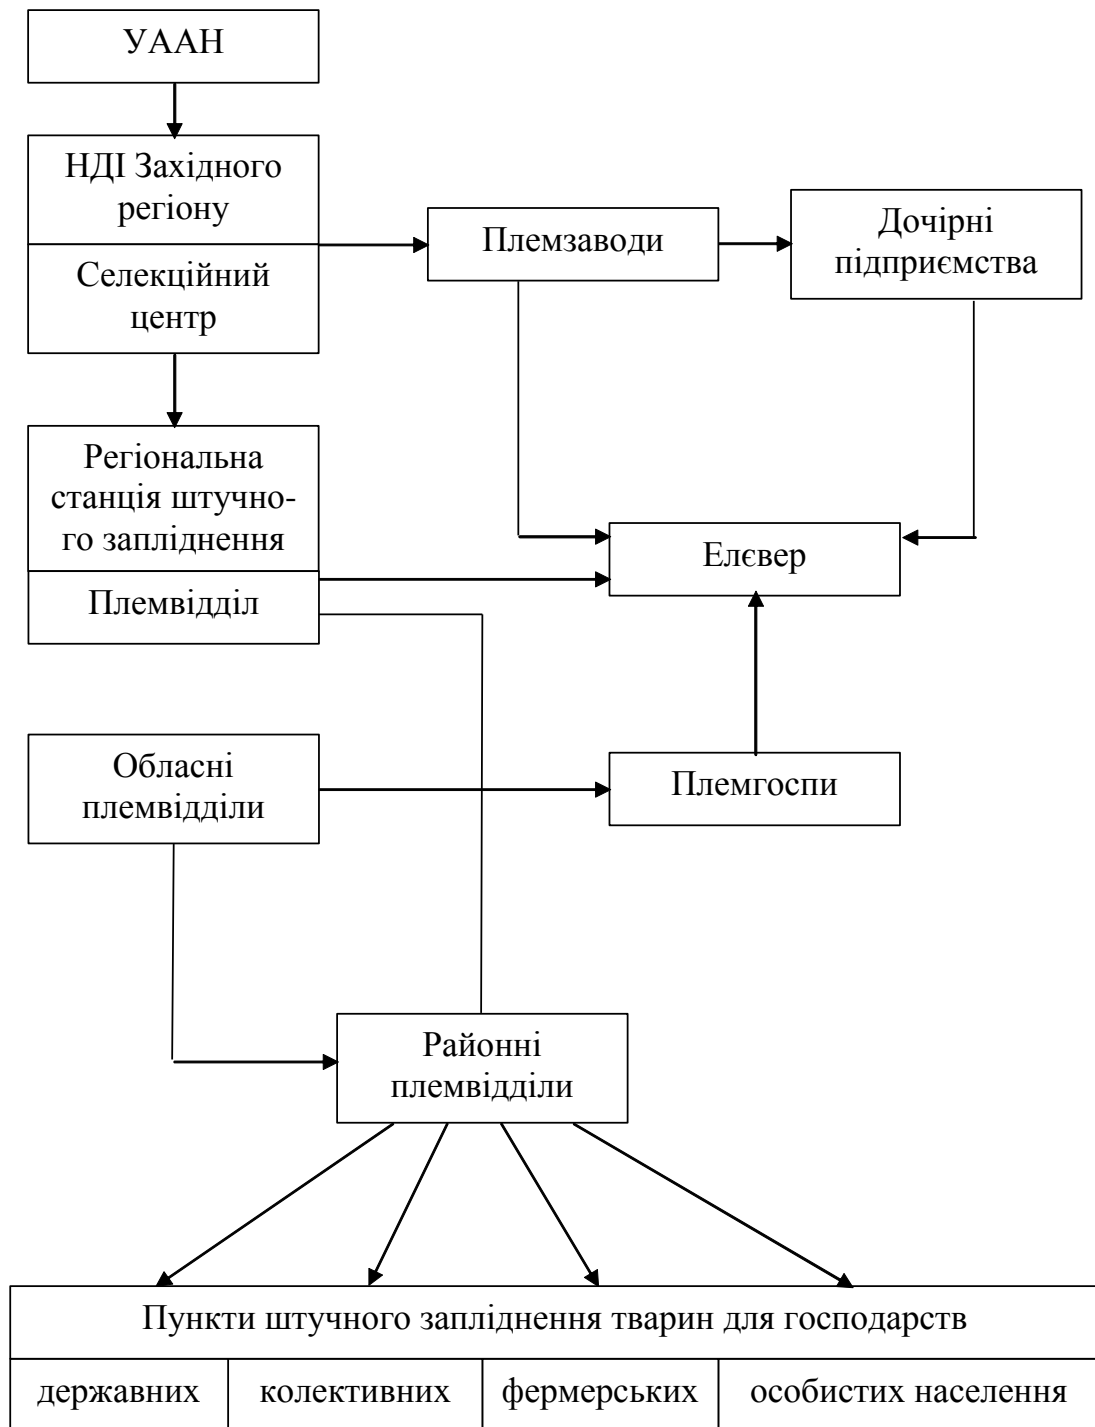 УААН
НДІ Західного
регіону
Селекційний
центр
Племзаводи
Дочірні
підприємства
Регіональна
станція штучно-
го запліднення
Племвідділ
Елєвер
Обласні
племвідділи
Племгоспи
Районні
племвідділи
Пункти штучного запліднення тварин для господарств
державних
колективних
фермерських
особистих населення